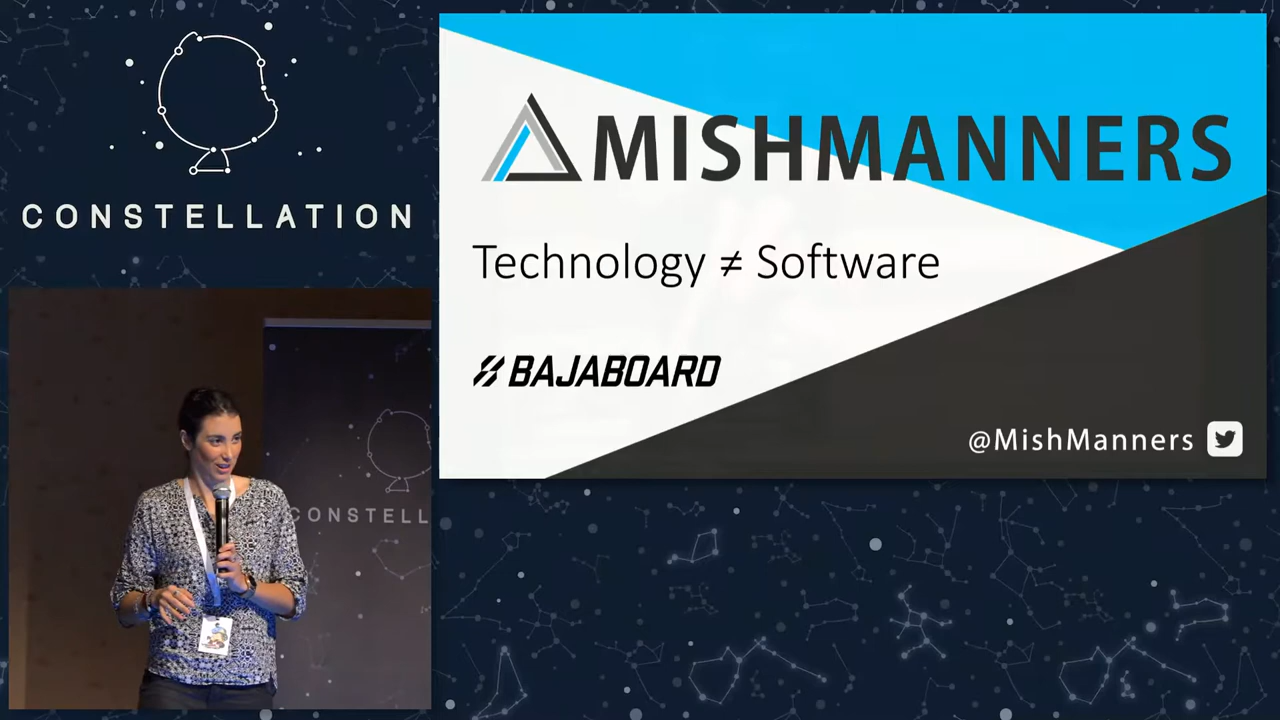 CONSTELLATION
MISHMANNERS
Technology ≠ Software
BAJABOARD
@MishManners
CONSTELL